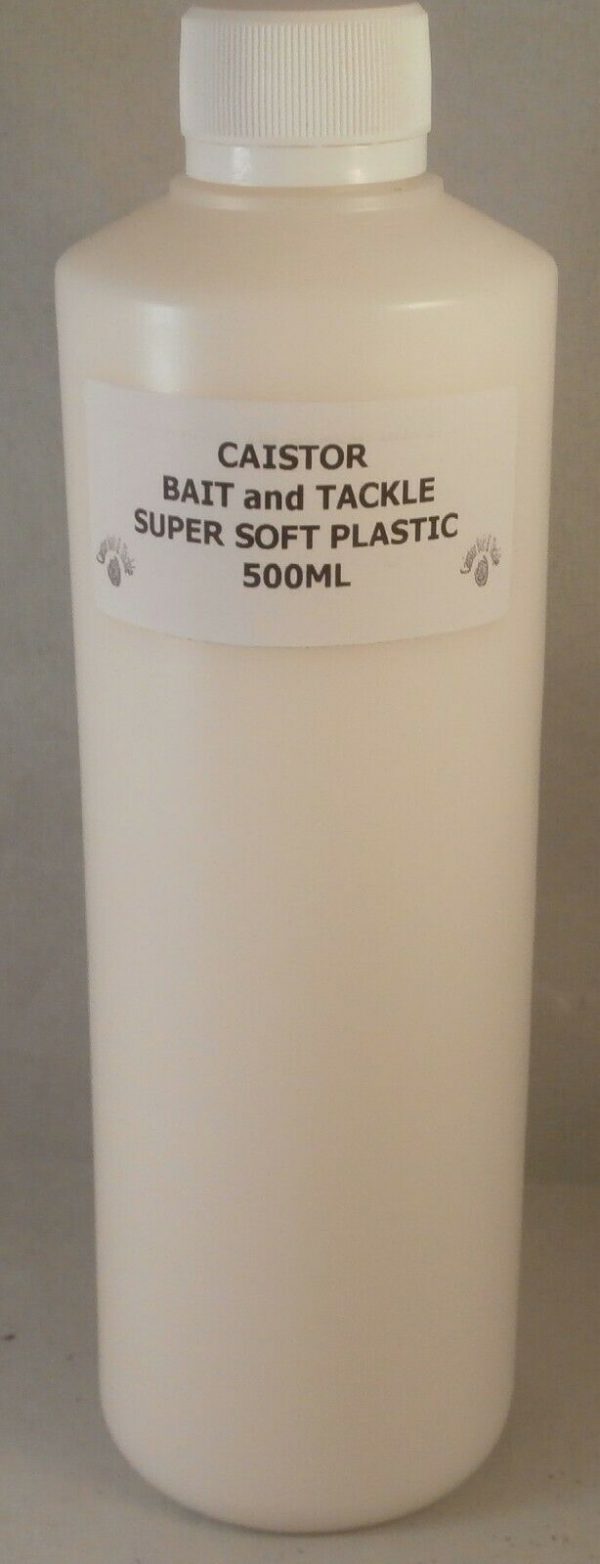 CAISTOR
BAIT and TACKLE
SUPER SOFT PLASTIC
500ML